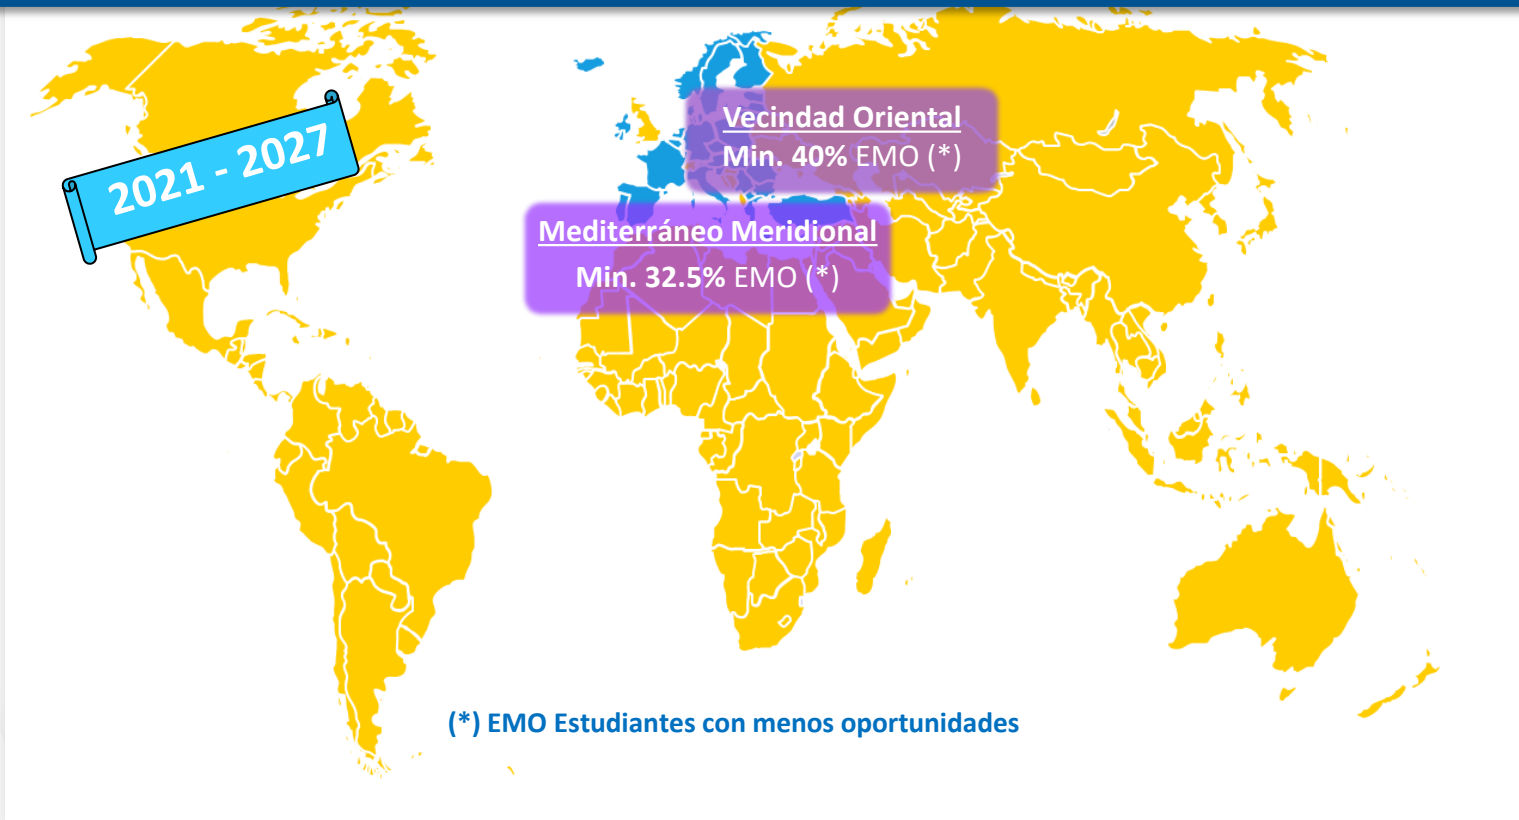 2021 - 2027
Vecindad Oriental
Min. 40% EMO (*)
Mediterráneo Meridional
Min. 32.5% EMO (*)
(*) EMO Estudiantes con menos oportunidades